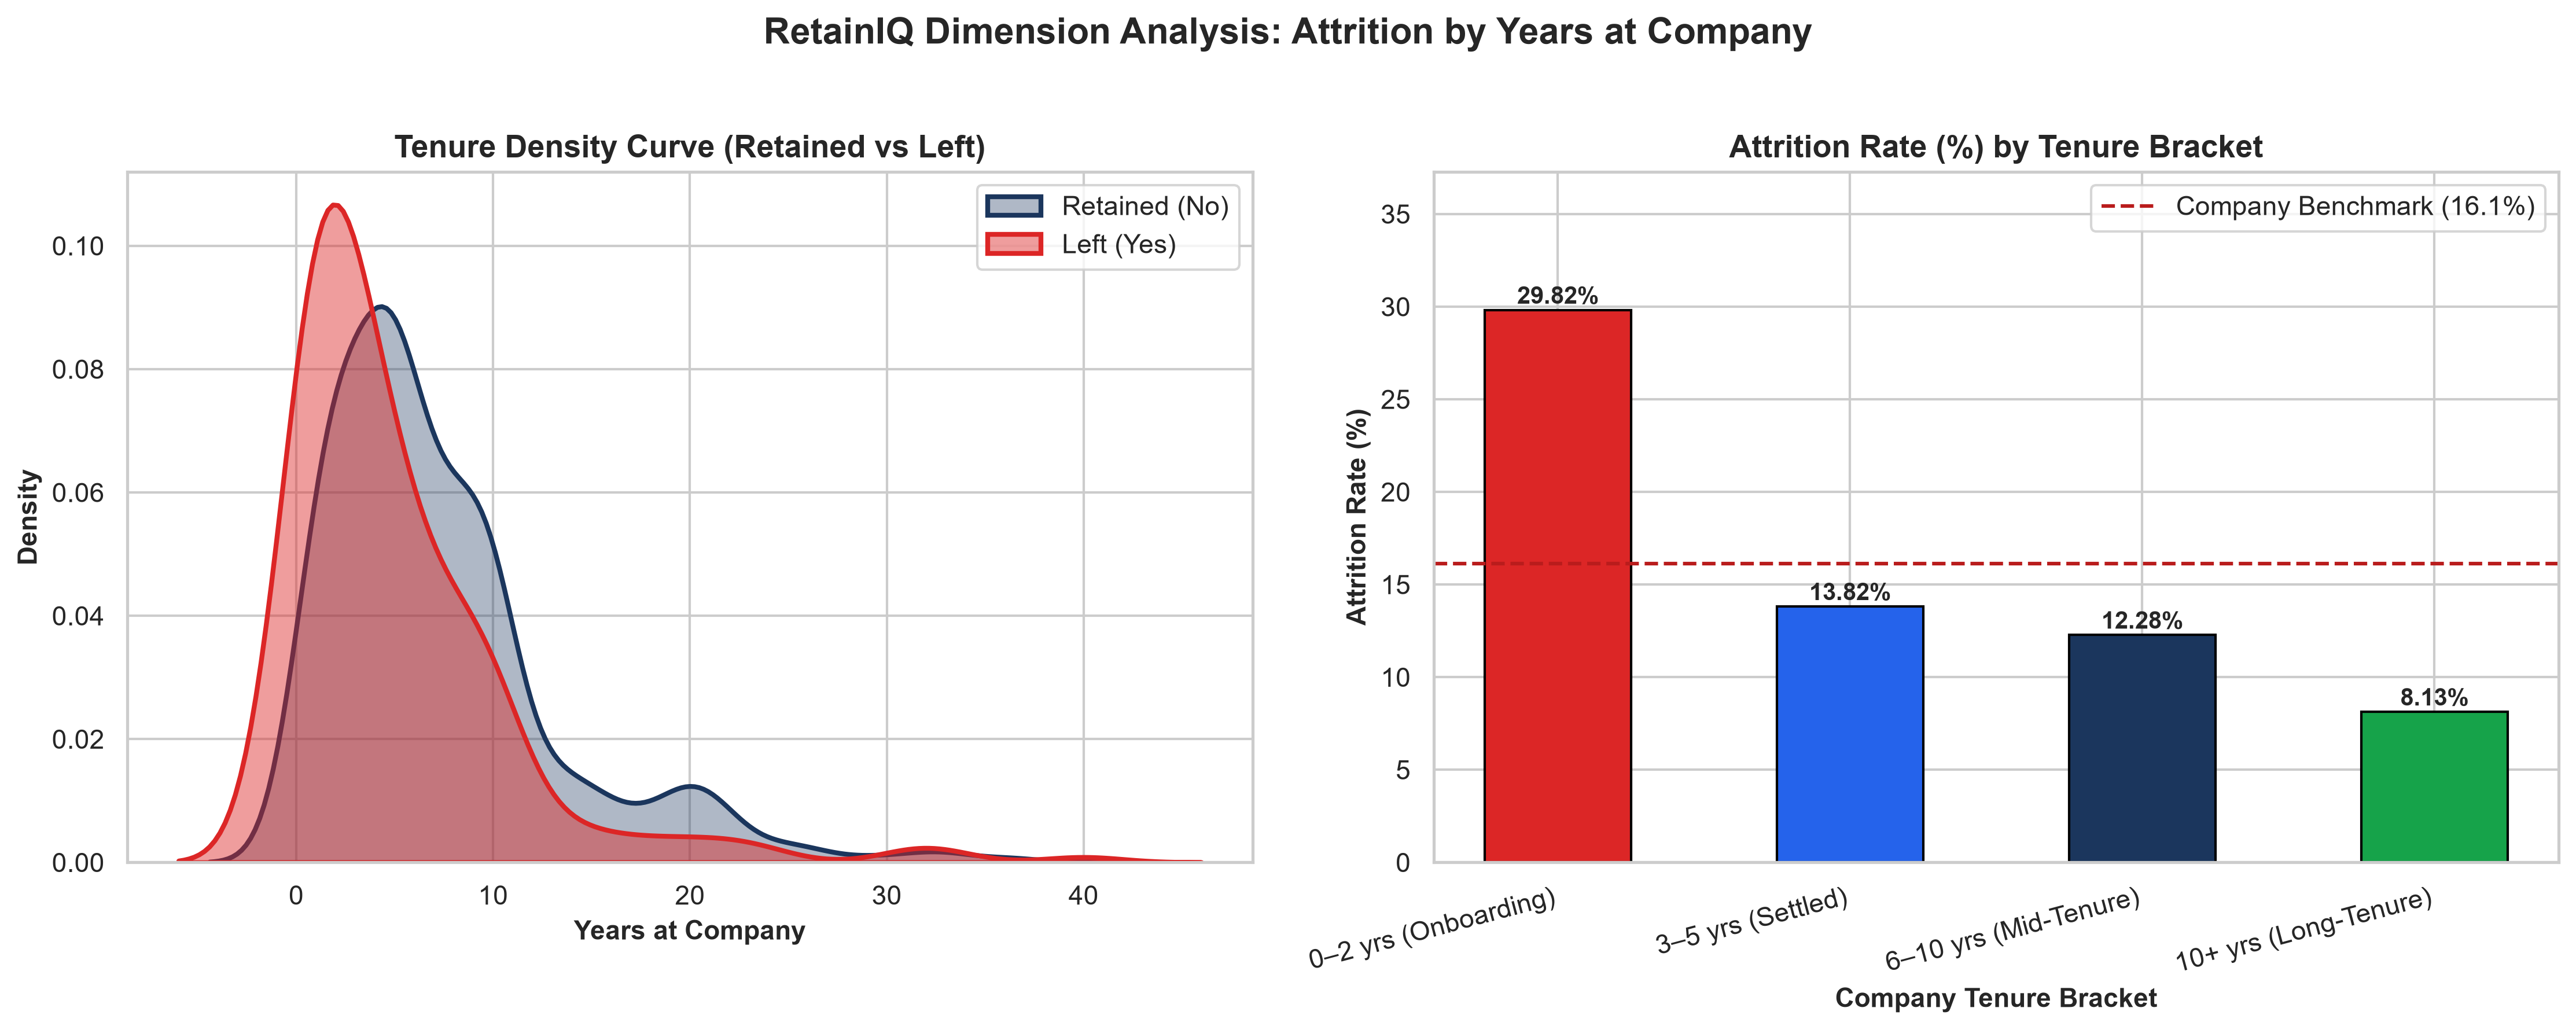 RetainIQ Dimension Analysis: Attrition by Years at Company
Tenure Density Curve (Retained vs Left)
Retained (No)
Left (Yes)
0.10
0.08
0.06
0.04
0.02
0.00
Density
0
10
20
30
40
Years at Company
Attrition Rate (%) by Tenure Bracket
Company Benchmark (16.1%)
35
30
25
20
15
10
5
0
Attrition Rate (%)
29.82%
13.82%
12.28%
8.13%
0–2 yrs (Onboarding)
3–5 yrs (Settled)
6–10 yrs (Mid-Tenure)
10+ yrs (Long-Tenure)
Company Tenure Bracket